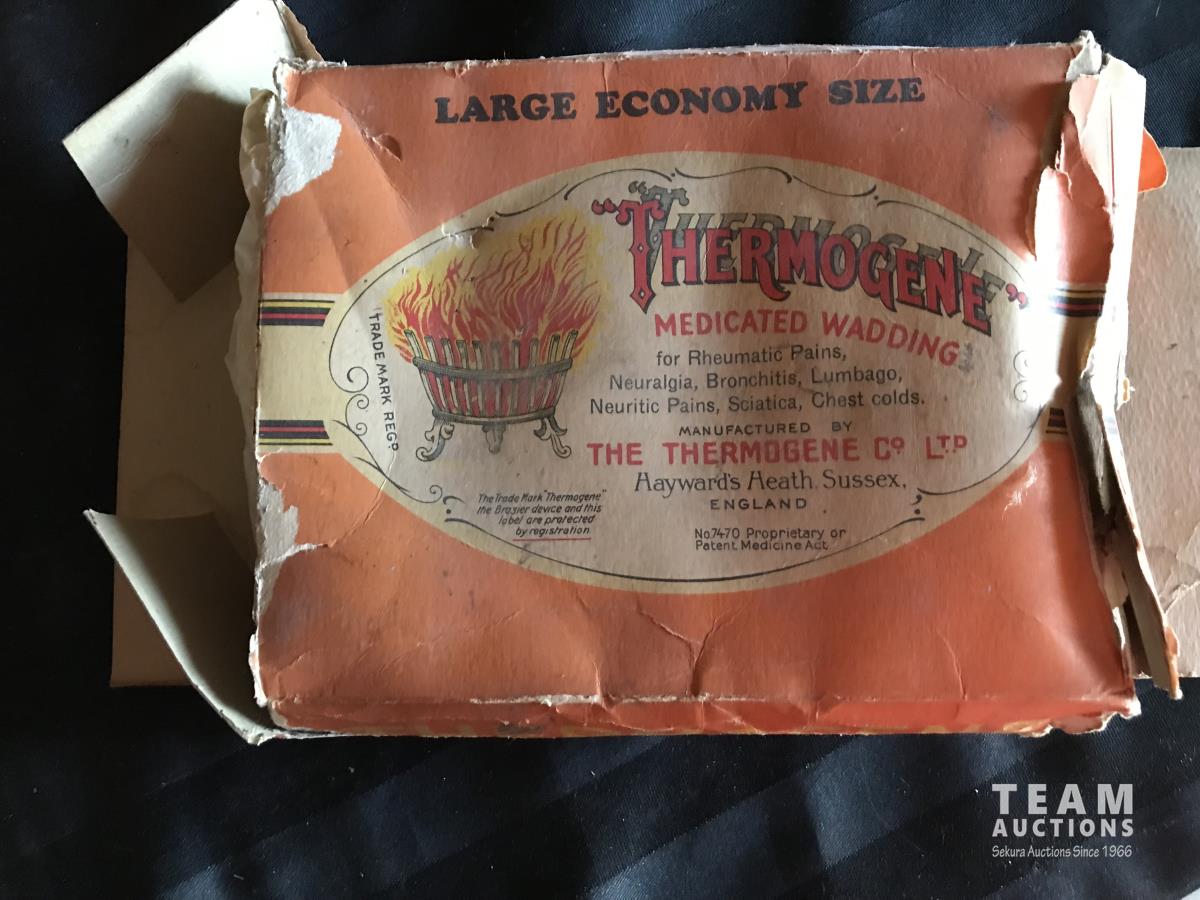 LARGE ECONOMY SIZE
"THERMOGENE"
MEDICATED WADDING
for Rheumatic Pains,
Neuralgia, Bronchitis, Lumbago,
Neuritic Pains, Sciatica, Chest colds.
MANUFACTURED BY
THE THERMOGENE Cº LTD
Hayward's Heath. Sussex,
ENGLAND
No.7470 Proprietary or
Patent Medicine Act
"TRADE MARK REGD
The Trade Mark "Thermogene"
the Brazier device and this
label are protected
by registration
TEAM
AUCTIONS
Sekura Auctions Since 1966